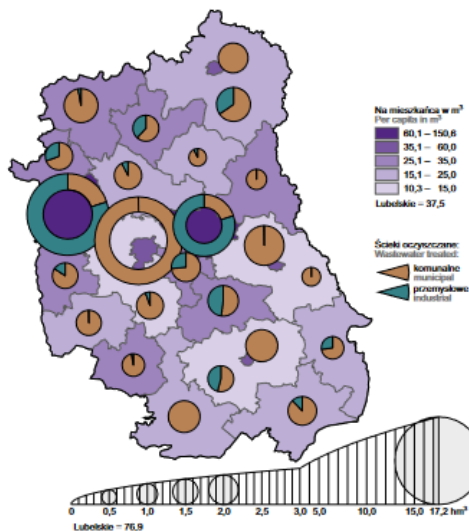 Na mieszkańca w m³
Per capita in m³
60,1 – 150,6
35,1 – 60,0
25,1 – 35,0
15,1 – 25,0
10,3 – 15,0
Lubelskie – 37,5
Ścieki oczyszczane:
Wastewater treated:
komunalne
municipal
przemysłowe
industrial
0,0 0,5 1,0 1,5 2,0 2,5 3,0 5,0 10,0 15,0 17,2 hm³
Lubelskie = 76,9